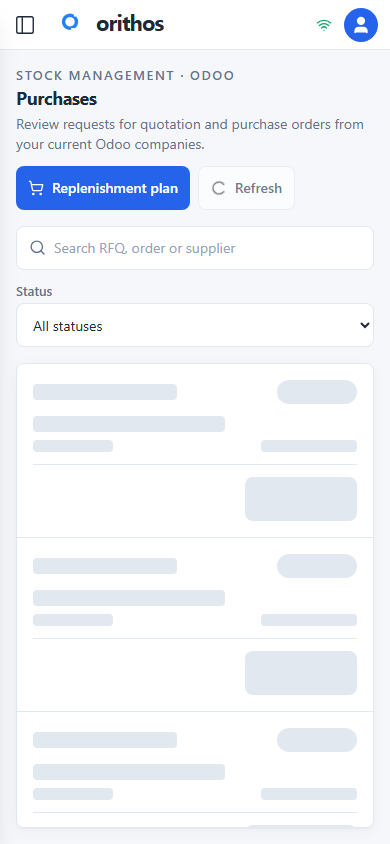 orithos
STOCK MANAGEMENT · ODOO
Purchases
Review requests for quotation and purchase orders from
your current Odoo companies.
Replenishment plan
Refresh
Search RFQ, order or supplier
Status
All statuses